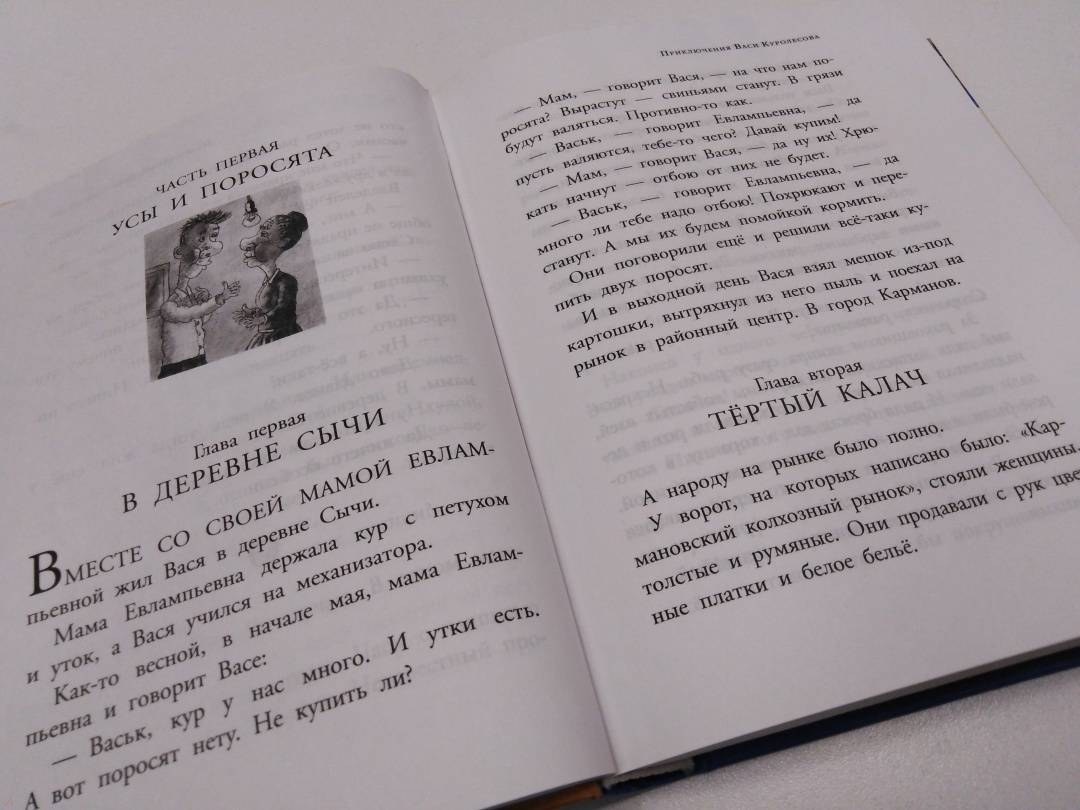 ЧАСТЬ ПЕРВАЯ
УСЫ И ПОРОСЯТА
Глава первая
В ДЕРЕВНЕ СЫЧИ
ВМЕСТЕ СО СВОЕЙ МАМОЙ ЕВЛАМ-
пьевной жил Вася в деревне Сычи.
Мама Евлампьевна держала кур с петухом
и уток, а Вася учился на механизатора.
Как-то весной, в начале мая, мама Евлам-
пьевна и говорит Васе:
— Васьк, кур у нас много. И утки есть.
А вот поросят нету. Не купить ли?
Приключения Васи Куролесова
— Мам, — говорит Вася, — на что нам по-
росята? Вырастут — свиньями станут. В грязи
будут валяться. Противно-то как.
— Васьк, — говорит Евлампьевна, — да
пусть валяются, тебе-то чего? Давай купим!
— Мам, — говорит Вася, — да ну их! Хрю-
кать начнут — отбою от них не будет.
— Васьк, — говорит Евлампьевна, — да
много ли тебе надо отбою! Похрюкают и пере-
станут. А мы их будем помойкой кормить.
Они поговорили ещё и решили всё-таки ку-
пить двух поросят.
И в выходной день Вася взял мешок из-под
картошки, вытряхнул из него пыль и поехал на
рынок в районный центр. В город Карманов.
Глава вторая
ТЁРТЫЙ КАЛАЧ
А народу на рынке было полно.
У ворот, на которых написано было: «Кар-
мановский колхозный рынок», стояли женщины,
толстые и румяные. Они продавали с рук цвет-
ные платки и белое бельё.